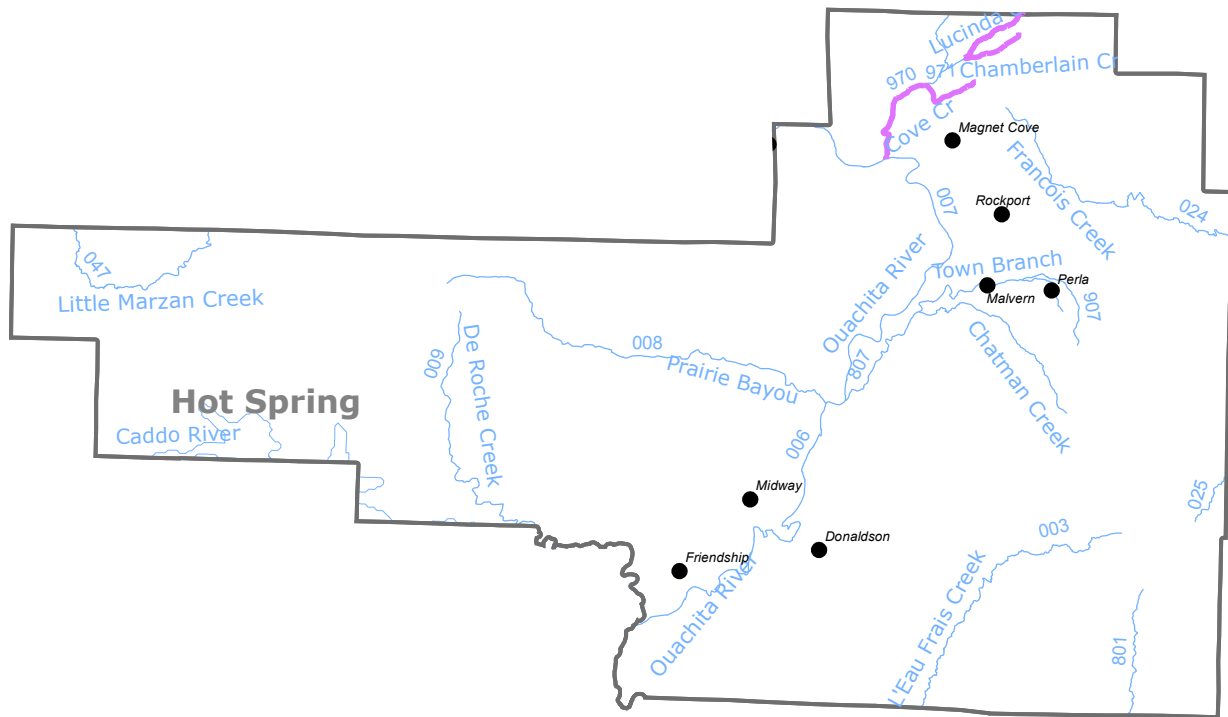 Lucinda
970
971
Chamberlain Cr
Cove Cr
Magnet Cove
Francois Creek
007
Rockport
024
047
Little Marzan Creek
Ouachita River
Town Branch
Malvern
Perla
907
009
De Roche Creek
008
Prairie Bayou
807
Chatman Creek
Hot Spring
Caddo River
006
Midway
025
Donaldson
003
Friendship
Ouachita River
L'Eau Frais Creek
801